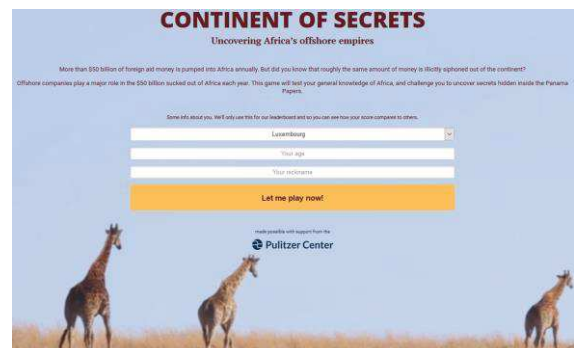 CONTINENT OF SECRETS
Uncovering Africa's offshore empires
More than $50 billion of foreign aid money is pumped into Africa annually. But did you know that roughly the same amount of money is illicitly siphoned out of the continent?
Offshore companies play a major role in the $50 billion sucked out of Africa each year. This game will test your general knowledge of Africa, and challenge you to uncover secrets hidden inside the Panama
Papers.
Some info about you. We'll only use this for our leaderboard and so you can see how your score compares to others.
Luxembourg
Your age
Your nickname
Let me play now!
made possible with support from the
Pulitzer Center